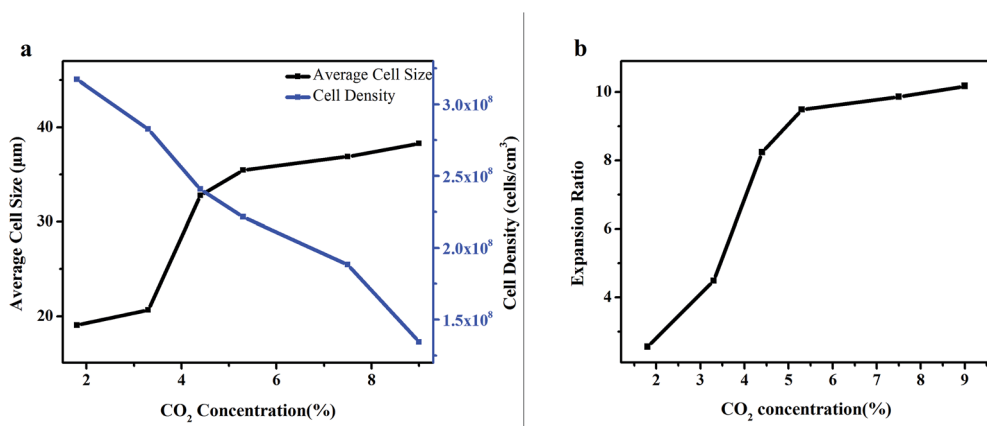 a
Average Cell Size
Cell Density
40
30
20
Average Cell Size (μm)
3.0x10⁸
2.5x10⁸
2.0x10⁸
1.5x10⁸
Cell Density (cells/cm³)
2 4 6 8
CO₂ Concentration(%)
b
10
8
6
4
Expansion Ratio
2 3 4 5 6 7 8 9
CO₂ concentration(%)